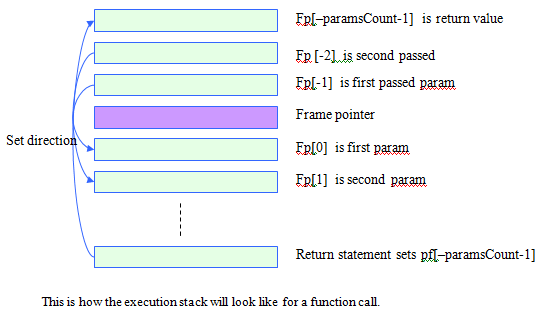 Fp[–paramsCount-1] is return value
Fp [-2] is second passed
Fp[-1] is first passed param
Frame pointer
Set direction
Fp[0] is first param
Fp[1] is second param
Return statement sets pf[–paramsCount-1]
This is how the execution stack will look like for a function call.